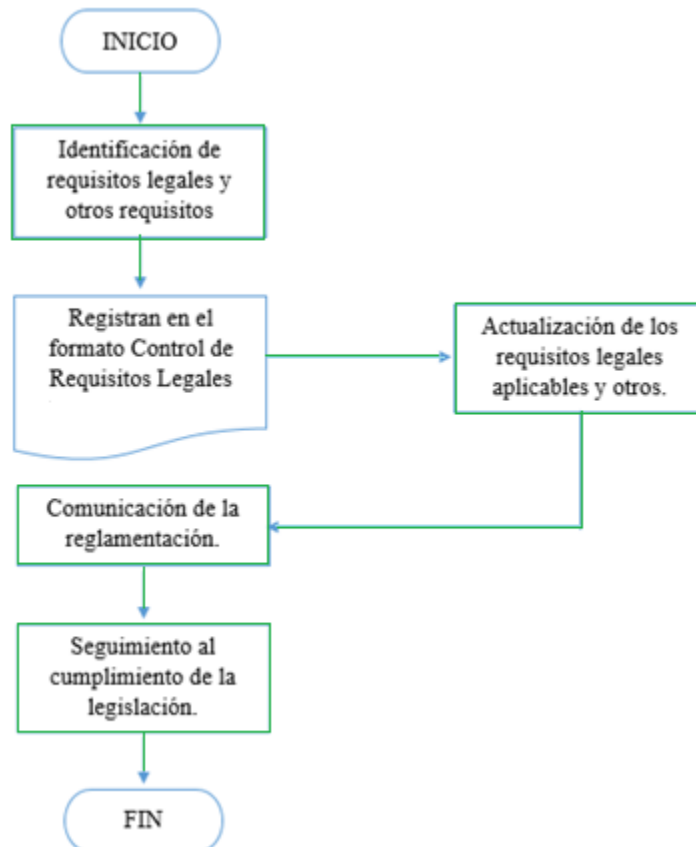 INICIO
Identificación de
requisitos legales y
otros requisitos
Registran en el
formato Control de
Requisitos Legales
Actualización de los
requisitos legales
aplicables y otros.
Comunicación de la
reglamentación.
Seguimiento al
cumplimiento de la
legislación.
FIN